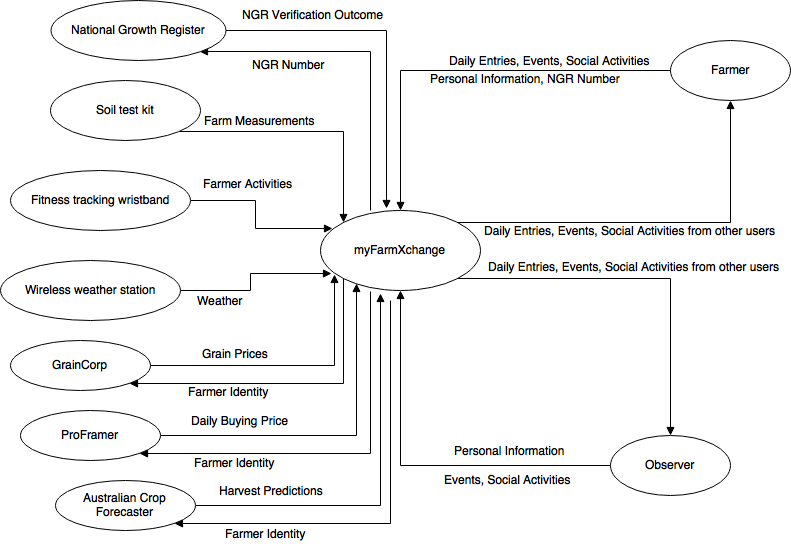 NGR Verification Outcome
National Growth Register
NGR Number
Daily Entries, Events, Social Activities
Personal Information, NGR Number
Farmer
Soil test kit
Farm Measurements
Farmer Activities
Fitness tracking wristband
Daily Entries, Events, Social Activities from other users
myFarmXchange
Daily Entries, Events, Social Activities from other users
Wireless weather station
Weather
Grain Prices
GrainCorp
Farmer Identity
Daily Buying Price
ProFramer
Farmer Identity
Personal Information
Observer
Events, Social Activities
Harvest Predictions
Australian Crop
Forecaster
Farmer Identity